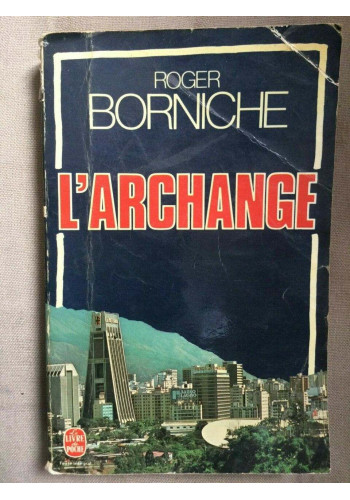 ROGER
BORNICHE
L'ARCHANGE
LE LIVRE
DE POCHE